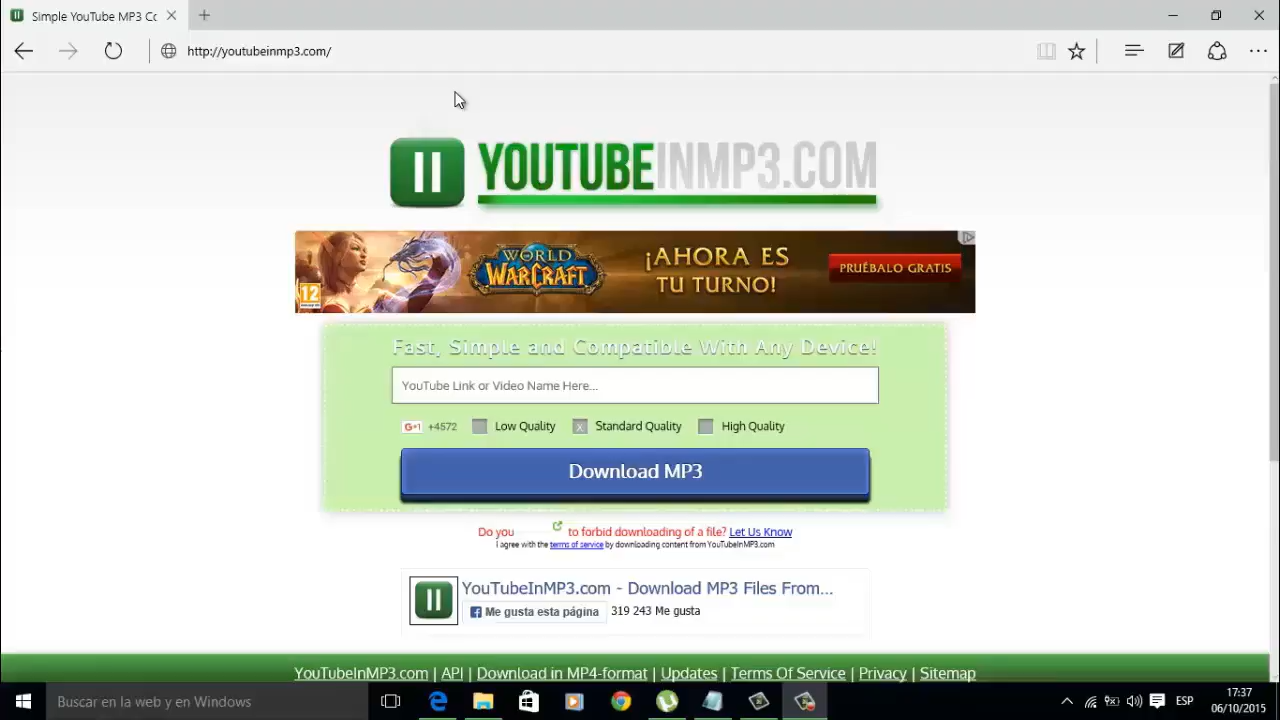 Simple YouTube MP3 Cc
http://youtubeinmp3.com/
YOUTUBEINMP3.COM
WORLD WARCRAFT
¡AHORA ES
TU TURNO!
PRUÉBALO GRATIS
12
Fast, Simple and Compatible With Any Device!
YouTube Link or Video Name Here...
G+1 +4572 Low Quality x Standard Quality High Quality
Download MP3
Do you to forbid downloading of a file? Let Us Know
I agree with the terms of service by downloading content from YouTubeInMP3.com
YouTubeInMP3.com - Download MP3 Files From...
Me gusta esta página 319 243 Me gusta
YouTubeInMP3.com | API | Download in MP4-format | Updates | Terms Of Service | Privacy | Sitemap
Buscar en la web y en Windows
ESP
17:37
06/10/2015